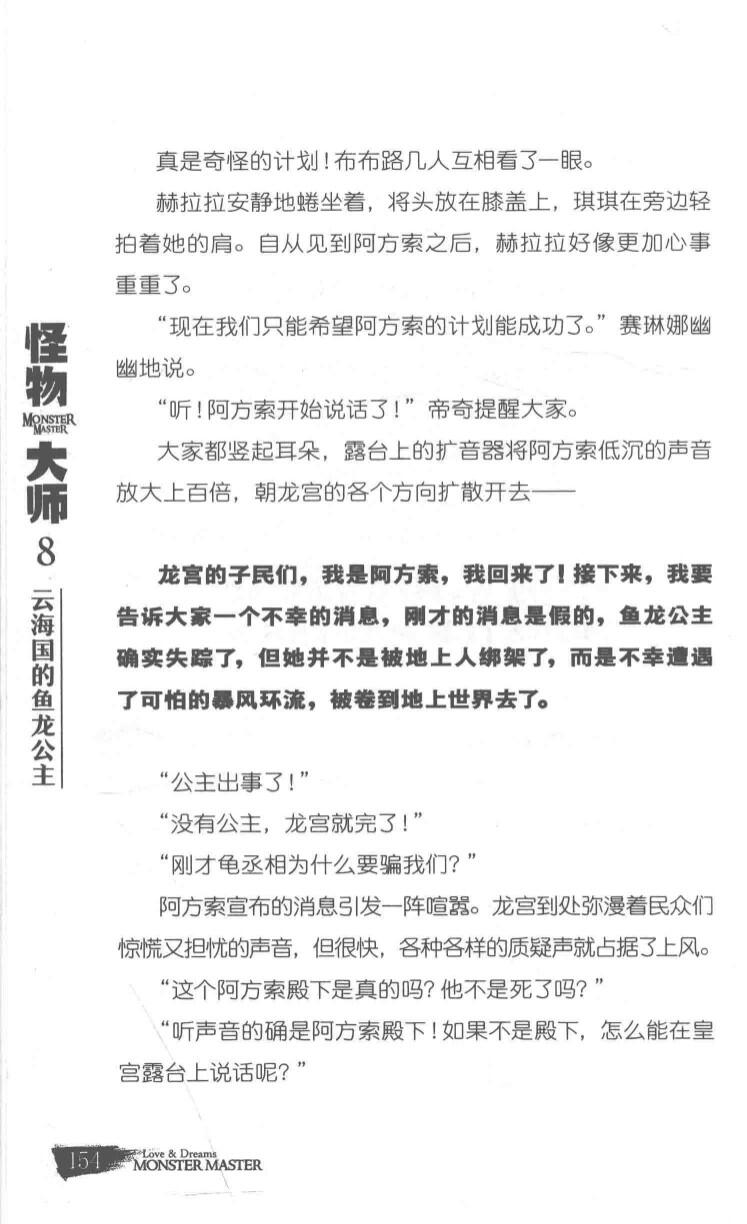 真是奇怪的计划！布布路几人互相看了一眼。
赫拉拉安静地蜷坐着，将头放在膝盖上，琪琪在旁边轻
拍着她的肩。自从见到阿方索之后，赫拉拉好像更加心事
重重了。
“现在我们只能希望阿方索的计划能成功了。”赛琳娜幽
幽地说。
“听！阿方索开始说话了！”帝奇提醒大家。
大家都竖起耳朵，露台上的扩音器将阿方索低沉的声音
放大上百倍，朝龙宫的各个方向扩散开去——
龙宫的子民们，我是阿方索，我回来了！接下来，我要
告诉大家一个不幸的消息，刚才的消息是假的，鱼龙公主
确实失踪了，但她并不是被地上人绑架了，而是不幸遭遇
了可怕的暴风环流，被卷到地上世界去了。
“公主出事了！”
“没有公主，龙宫就完了！”
“刚才龟丞相为什么要骗我们？”
阿方索宣布的消息引发一阵喧嚣。龙宫到处弥漫着民众们
惊慌又担忧的声音，但很快，各种各样的质疑声就占据了上风。
“这个阿方索殿下是真的吗？他不是死了吗？”
“听声音的确是阿方索殿下！如果不是殿下，怎么能在皇
宫露台上说话呢？”
怪物
MONSTER
MASTER
大师
8
云海国的鱼龙公主
154
Love & Dreams
MONSTER MASTER